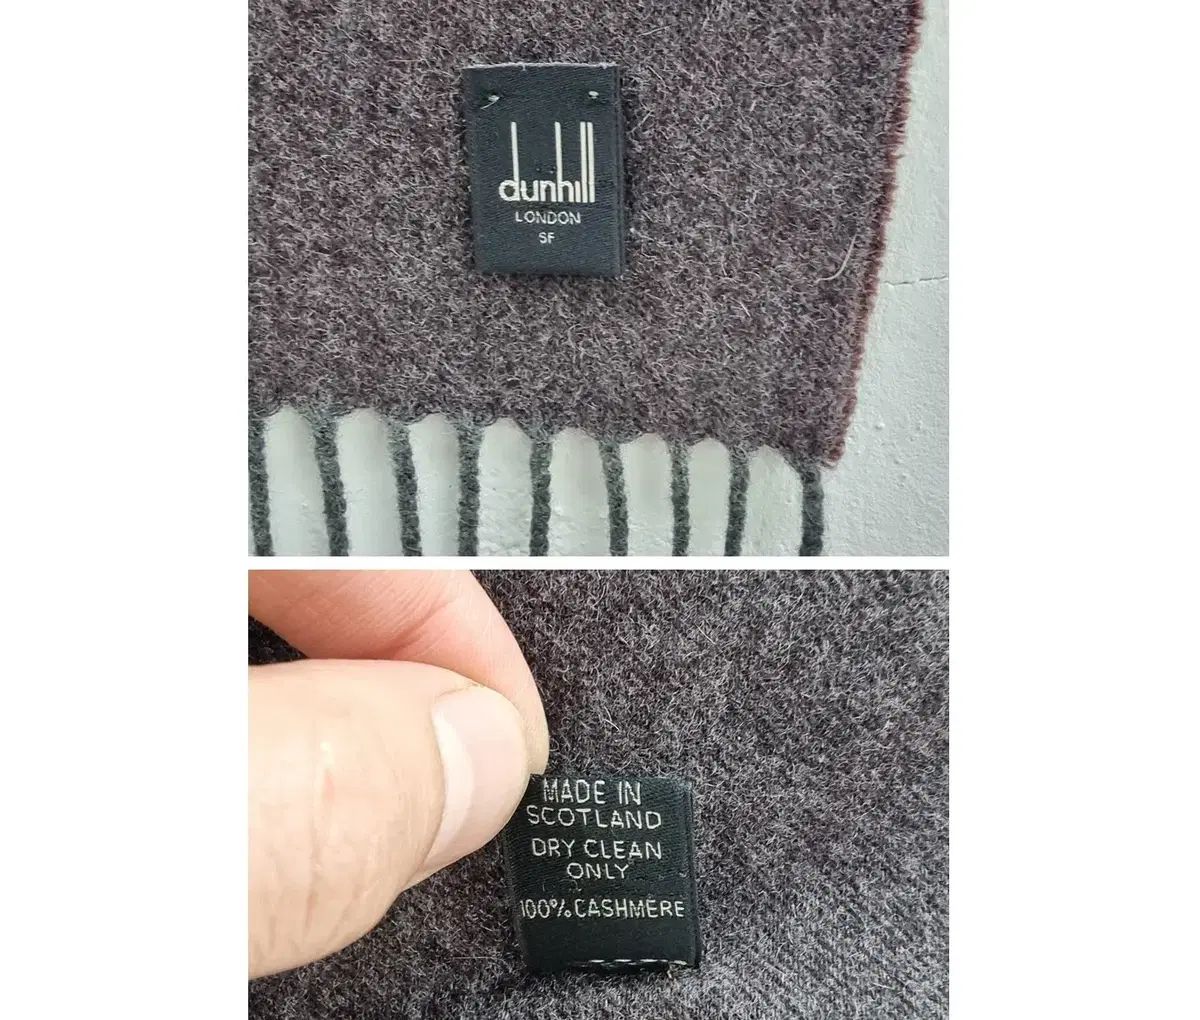 dunhill
LONDON
SF
MADE IN
SCOTLAND
DRY CLEAN
ONLY
100% CASHMERE